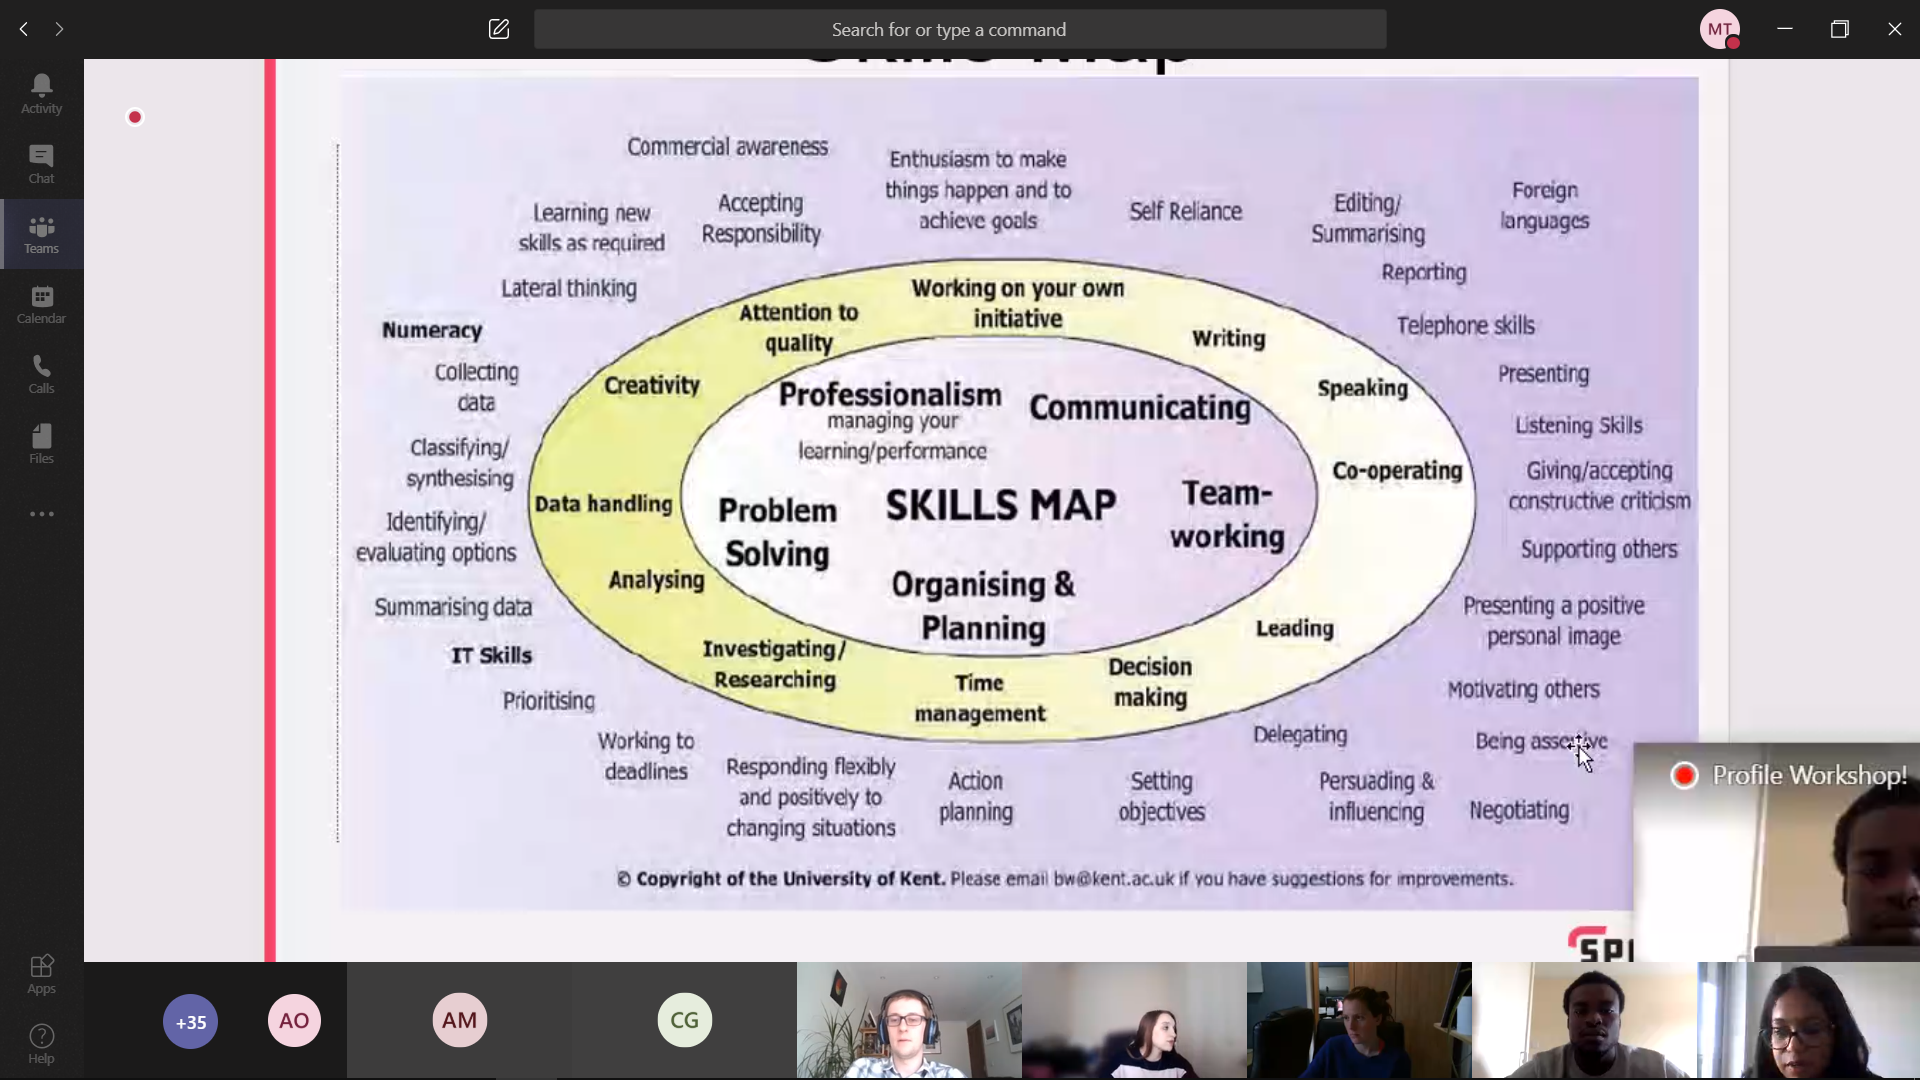 Search for or type a command
MT
Activity
Chat
Teams
Calendar
Calls
Files
Apps
Help
Skills Map
Commercial awareness
Enthusiasm to make
things happen and to
achieve goals
Learning new
skills as required
Accepting
Responsibility
Self Reliance
Editing/
Summarising
Foreign
languages
Reporting
Lateral thinking
Telephone skills
Numeracy
Collecting
data
Classifying/
synthesising
Identifying/
evaluating options
Summarising data
IT Skills
Prioritising
Working to
deadlines
Responding flexibly
and positively to
changing situations
Action
planning
Setting
objectives
Delegating
Persuading &
influencing
Presenting
Listening Skills
Giving/accepting
constructive criticism
Supporting others
Presenting a positive
personal image
Motivating others
Being assertive
Negotiating
Attention to
quality
Working on your own
initiative
Writing
Speaking
Creativity
Co-operating
Data handling
Analysing
Leading
Investigating/
Researching
Time
management
Decision
making
Professionalism
managing your
learning/performance
Communicating
Problem
Solving
SKILLS MAP
Team-
working
Organising &
Planning
© Copyright of the University of Kent. Please email bw@kent.ac.uk if you have suggestions for improvements.
Profile Workshop!
+35
AO
AM
CG